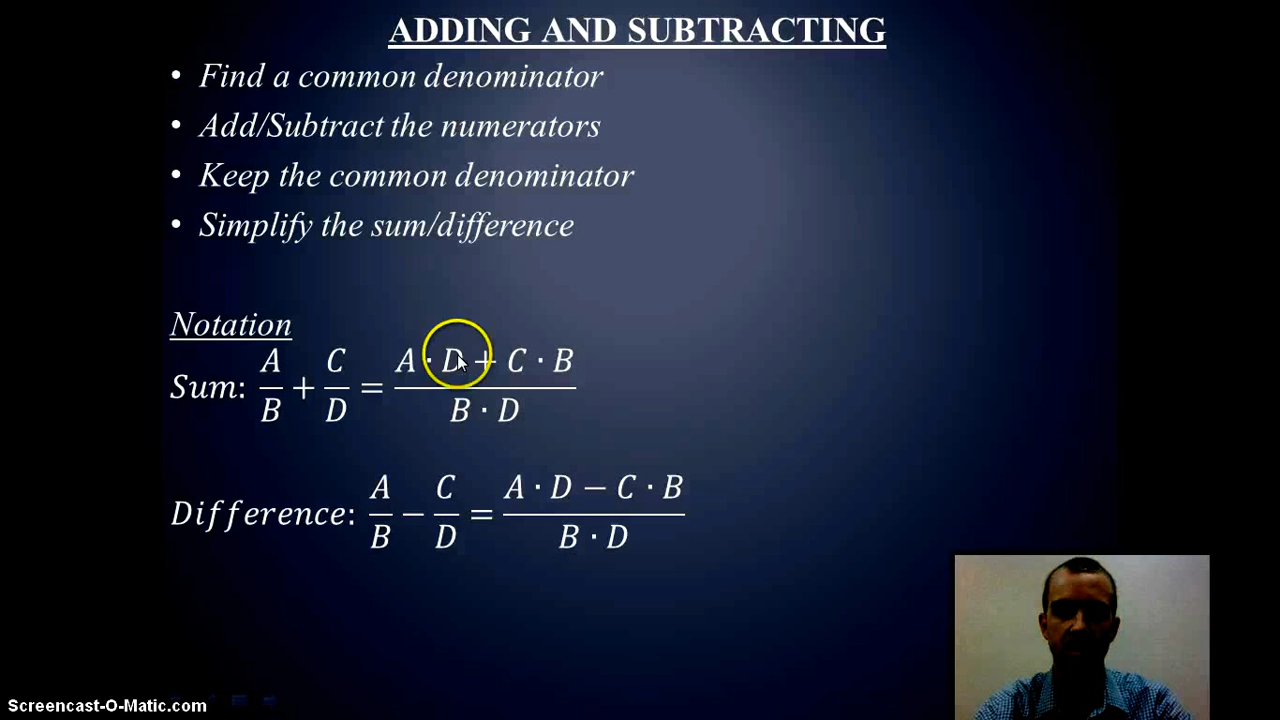 ADDING AND SUBTRACTING
• Find a common denominator
• Add/Subtract the numerators
• Keep the common denominator
• Simplify the sum/difference
Notation
Sum: A/B + C/D = (A · D + C · B)/(B · D)
Difference: A/B − C/D = (A · D − C · B)/(B · D)
Screencast-O-Matic.com